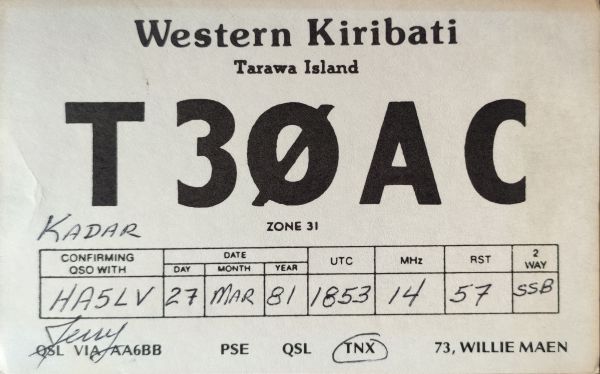 Western Kiribati
Tarawa Island
T3ØAC
KADAR
ZONE 31
CONFIRMING QSO WITH DATE DAY MONTH YEAR UTC MHz RST 2 WAY
HA5LV 27 MAR 81 1853 14 57 SSB
Jerry
QSL VIA AA6BB PSE QSL TNX 73, WILLIE MAEN